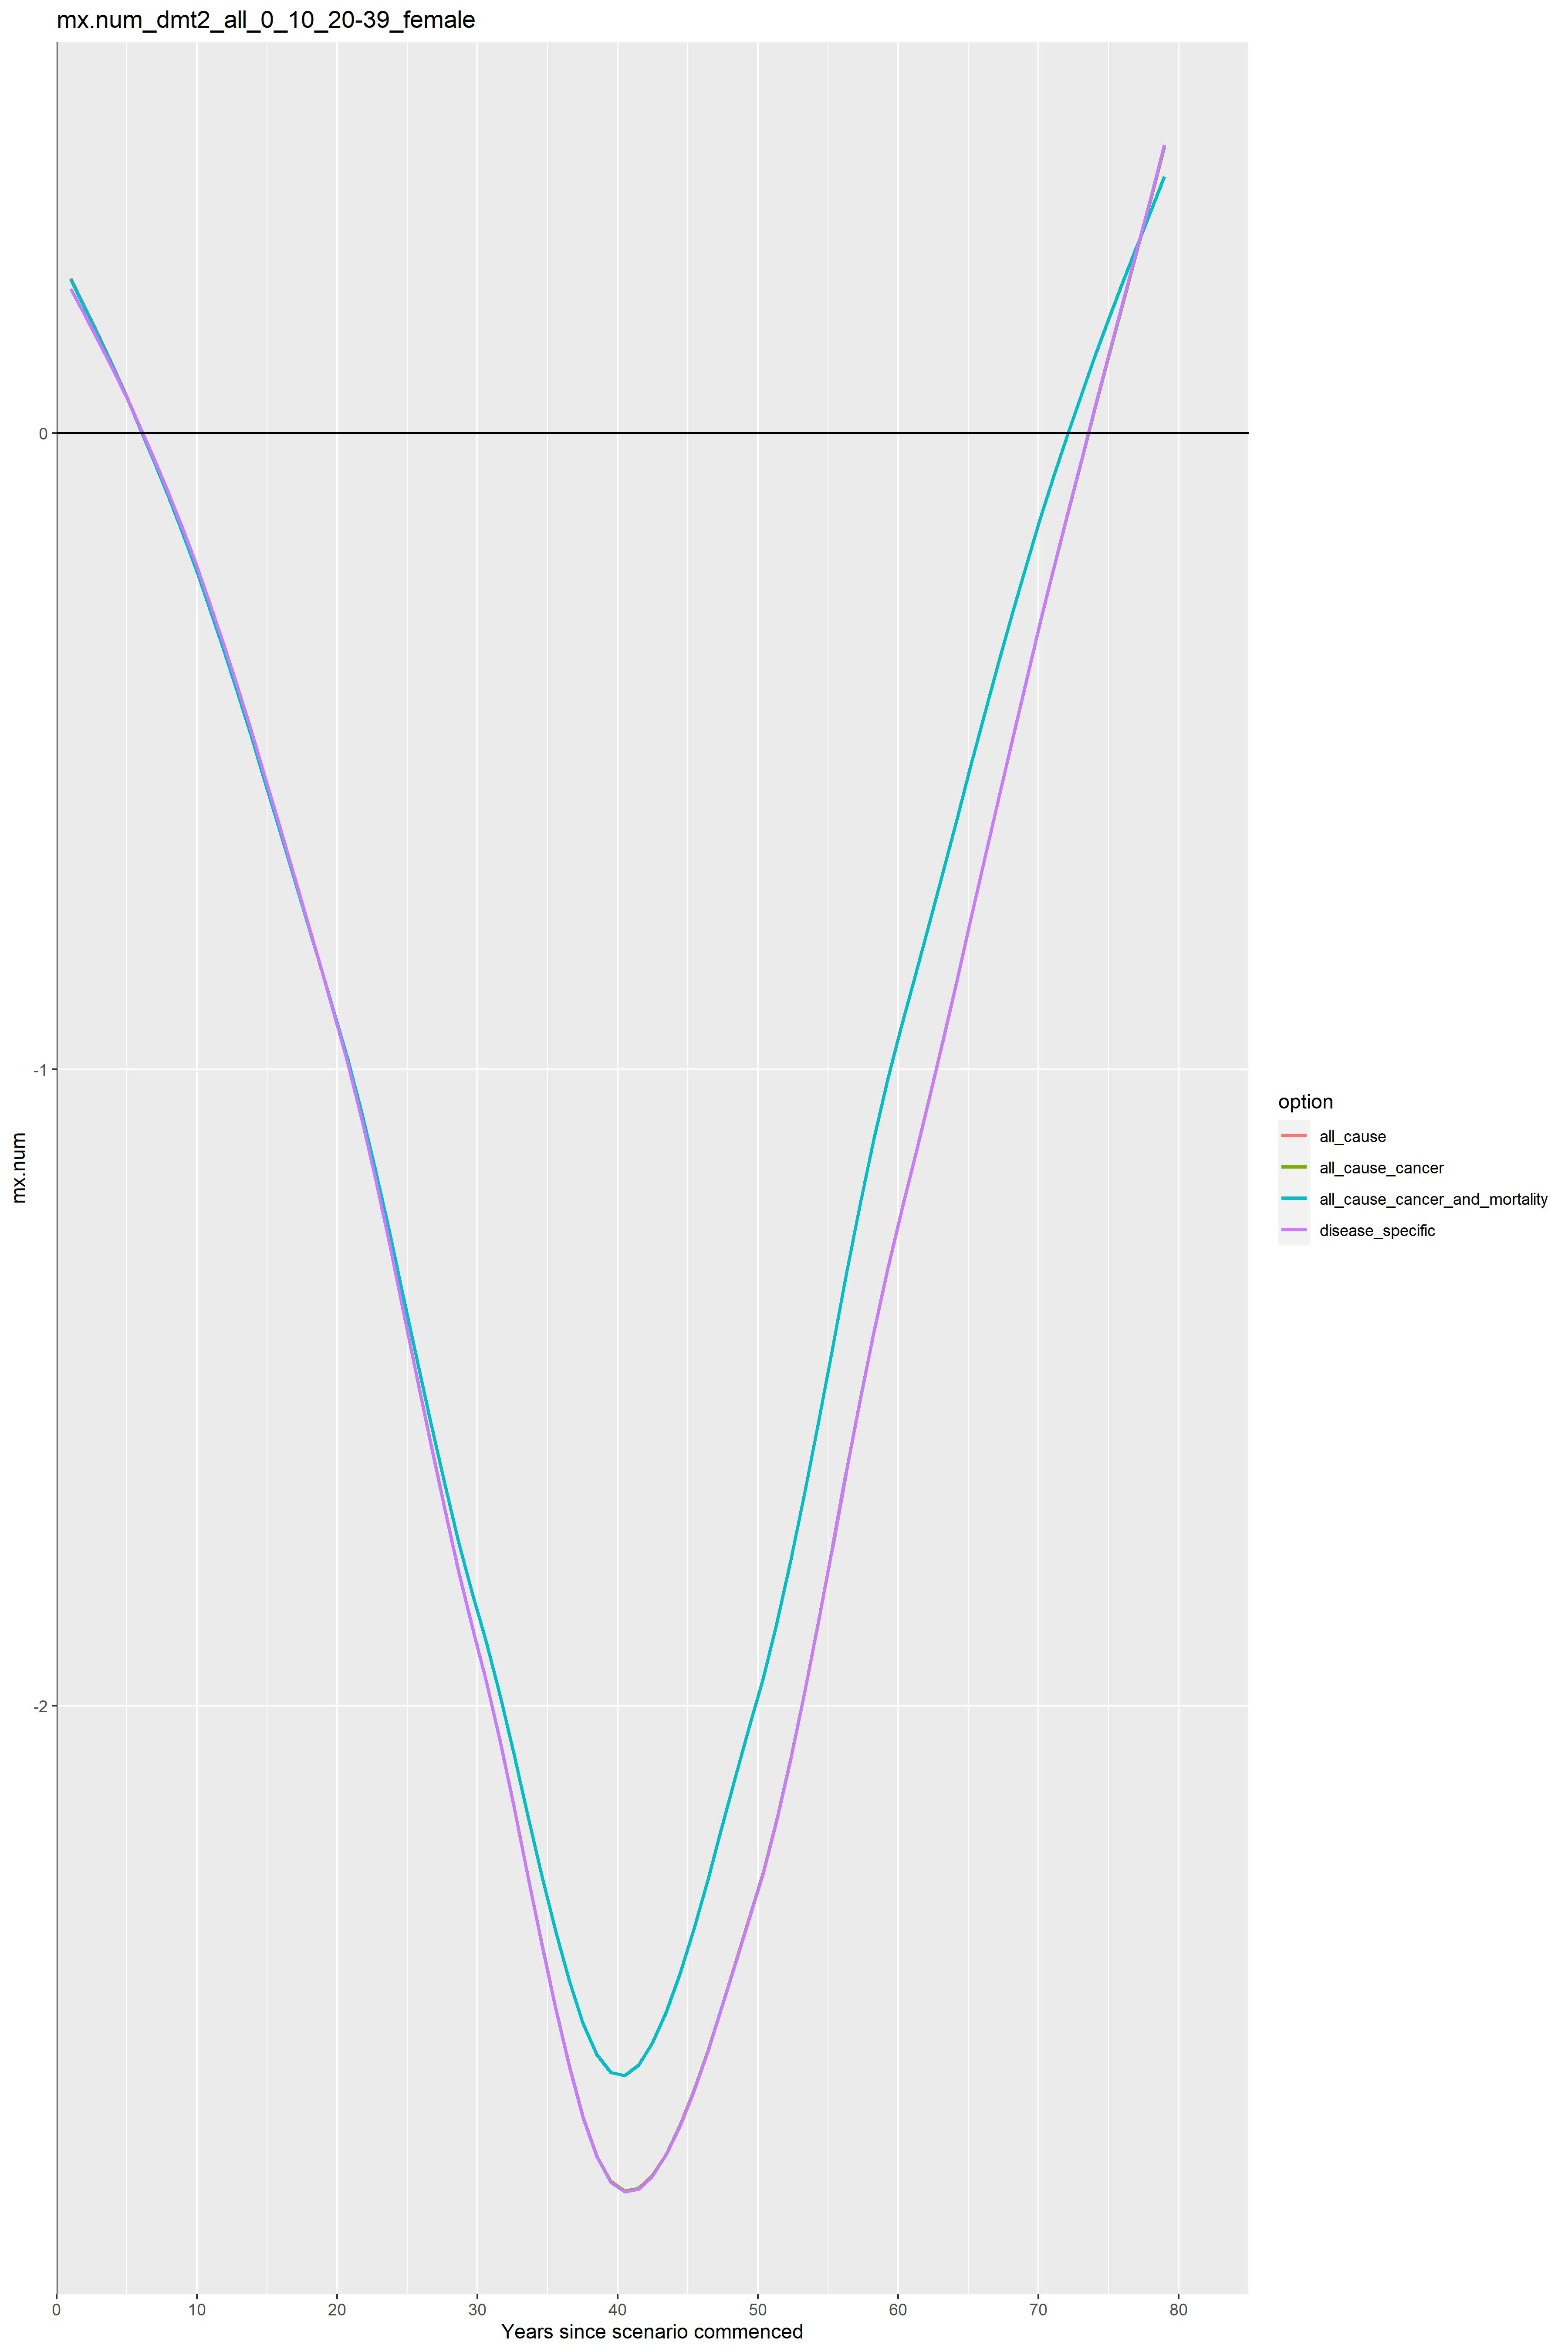 mx.num_dmt2_all_0_10_20-39_female
0
-1
-2
mx.num
0 10 20 30 40 50 60 70 80
Years since scenario commenced
option
all_cause
all_cause_cancer
all_cause_cancer_and_mortality
disease_specific